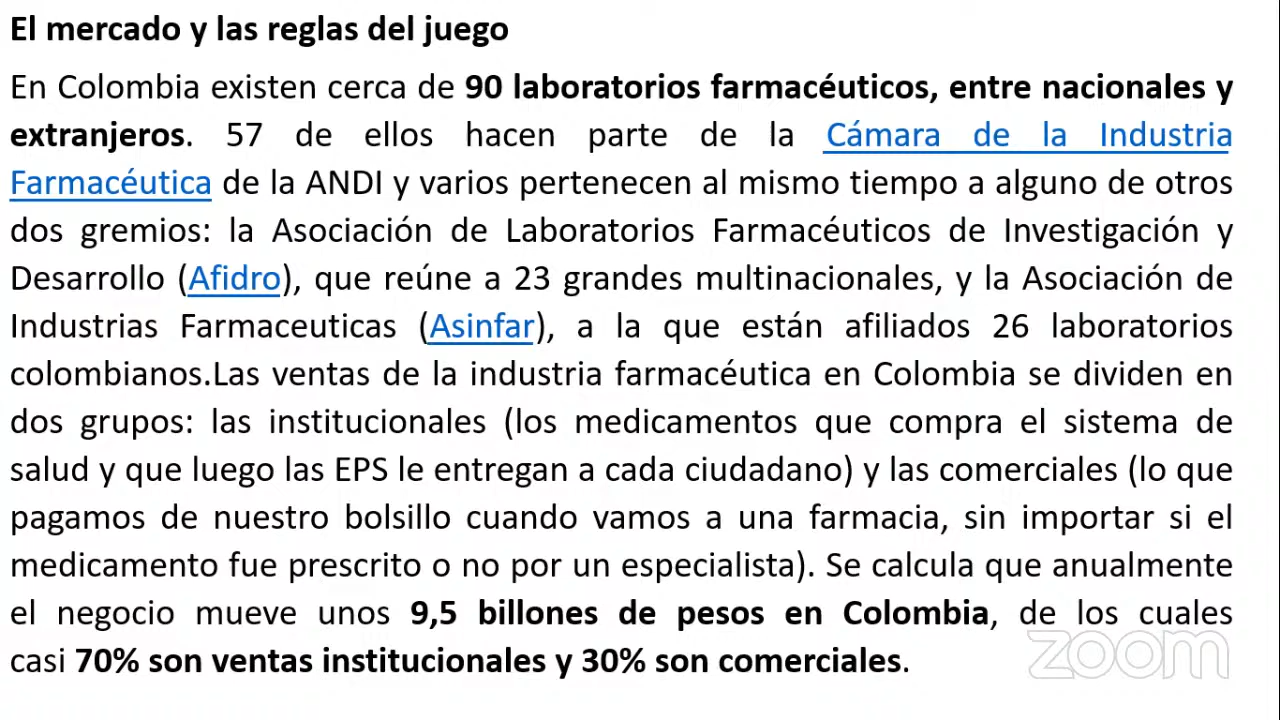 El mercado y las reglas del juego
En Colombia existen cerca de 90 laboratorios farmacéuticos, entre nacionales y
extranjeros. 57 de ellos hacen parte de la Cámara de la Industria
Farmacéutica de la ANDI y varios pertenecen al mismo tiempo a alguno de otros
dos gremios: la Asociación de Laboratorios Farmacéuticos de Investigación y
Desarrollo (Afidro), que reúne a 23 grandes multinacionales, y la Asociación de
Industrias Farmaceuticas (Asinfar), a la que están afiliados 26 laboratorios
colombianos.Las ventas de la industria farmacéutica en Colombia se dividen en
dos grupos: las institucionales (los medicamentos que compra el sistema de
salud y que luego las EPS le entregan a cada ciudadano) y las comerciales (lo que
pagamos de nuestro bolsillo cuando vamos a una farmacia, sin importar si el
medicamento fue prescrito o no por un especialista). Se calcula que anualmente
el negocio mueve unos 9,5 billones de pesos en Colombia, de los cuales
casi 70% son ventas institucionales y 30% son comerciales.
zoom